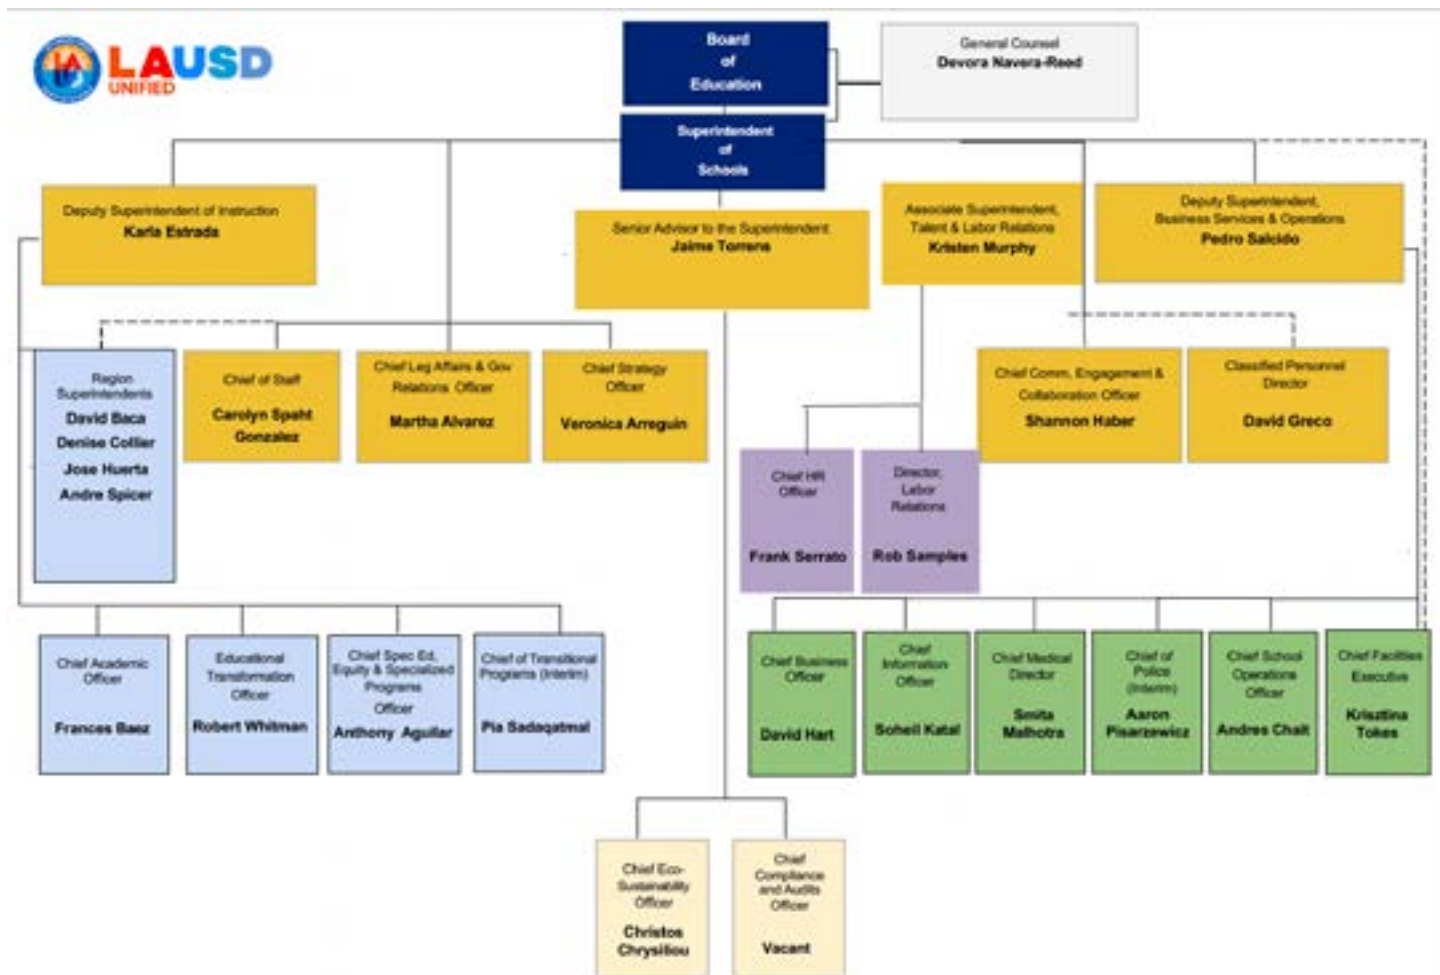 LAUSD
UNIFIED
Board
of
Education
General Counsel
Devora Navera-Reed
Superintendent
of
Schools
Deputy Superintendent of Instruction
Karla Estrada
Senior Advisor to the Superintendent
Jaime Torrens
Associate Superintendent,
Talent & Labor Relations
Kristen Murphy
Deputy Superintendent,
Business Services & Operations
Pedro Salcido
Region
Superintendents
David Baca
Denise Collier
Jose Huerta
Andre Spicer
Chief of Staff
Carolyn Spaht
Gonzalez
Chief Leg Affairs & Gov
Relations Officer
Martha Alvarez
Chief Strategy
Officer
Veronica Arreguin
Chief Comm, Engagement &
Collaboration Officer
Shannon Haber
Classified Personnel
Director
David Greco
Chief HR
Officer
Frank Serrato
Director,
Labor
Relations
Rob Samples
Chief Academic
Officer
Frances Baez
Educational
Transformation
Officer
Robert Whitman
Chief Spec Ed,
Equity & Specialized
Programs
Officer
Anthony Aguilar
Chief of Transitional
Programs (Interim)
Pia Sadaqatmal
Chief Business
Officer
David Hart
Chief
Information
Officer
Soheil Katal
Chief Medical
Director
Smita
Malhotra
Chief of
Police
(Interim)
Aaron
Pisarzewicz
Chief School
Operations
Officer
Andres Chait
Chief Facilities
Executive
Krisztina
Tokes
Chief Eco-
Sustainability
Officer
Christos
Chrysiliou
Chief
Compliance
and Audits
Officer
Vacant